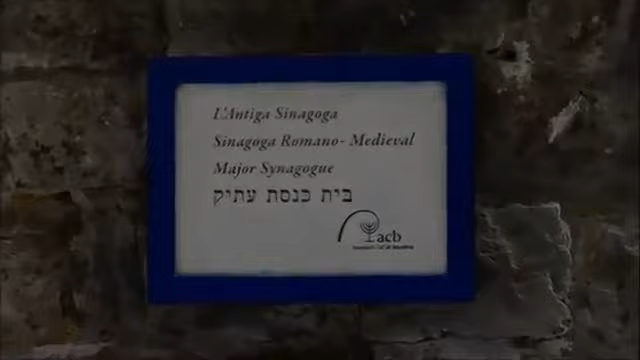 L'Antiga Sinagoga
Sinagoga Romano- Medieval
Major Synagogue
בית כנסת עתיק
acb